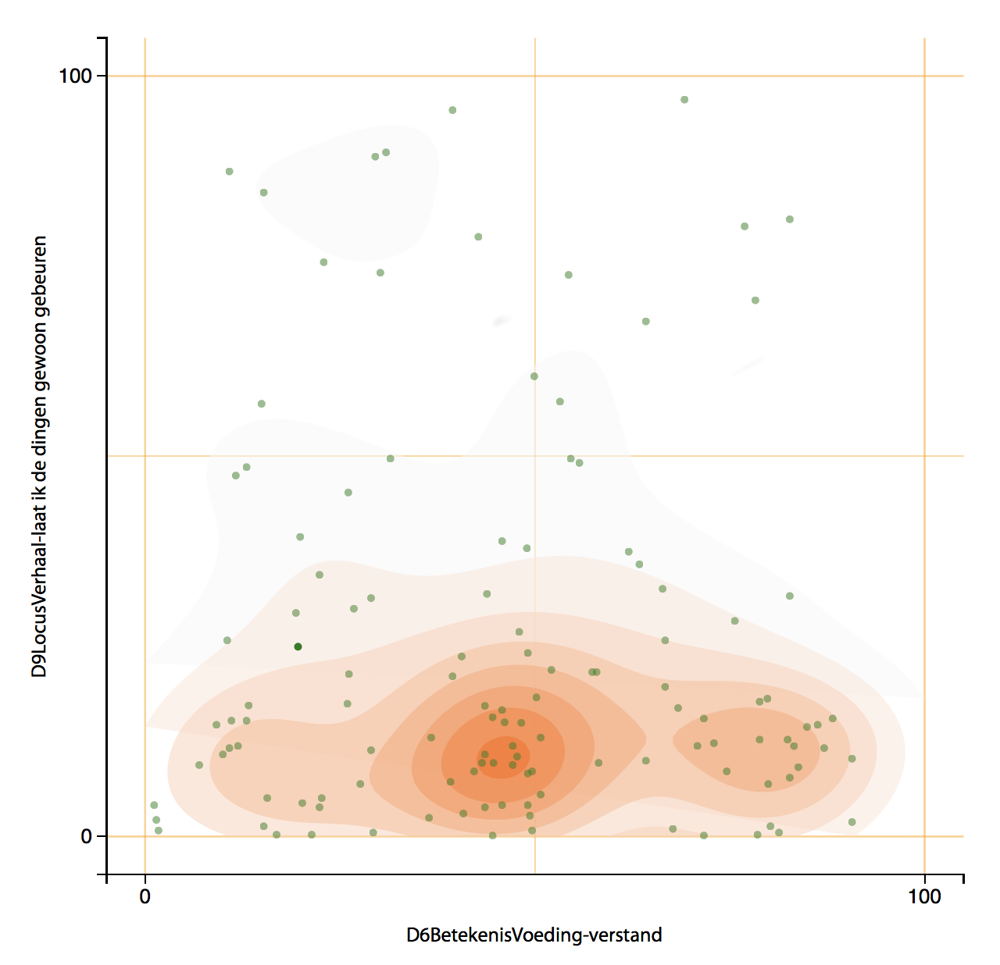 100
D9LocusVerhaal-laat ik de dingen gewoon gebeuren
0
0
100
D6BetekenisVoeding-verstand